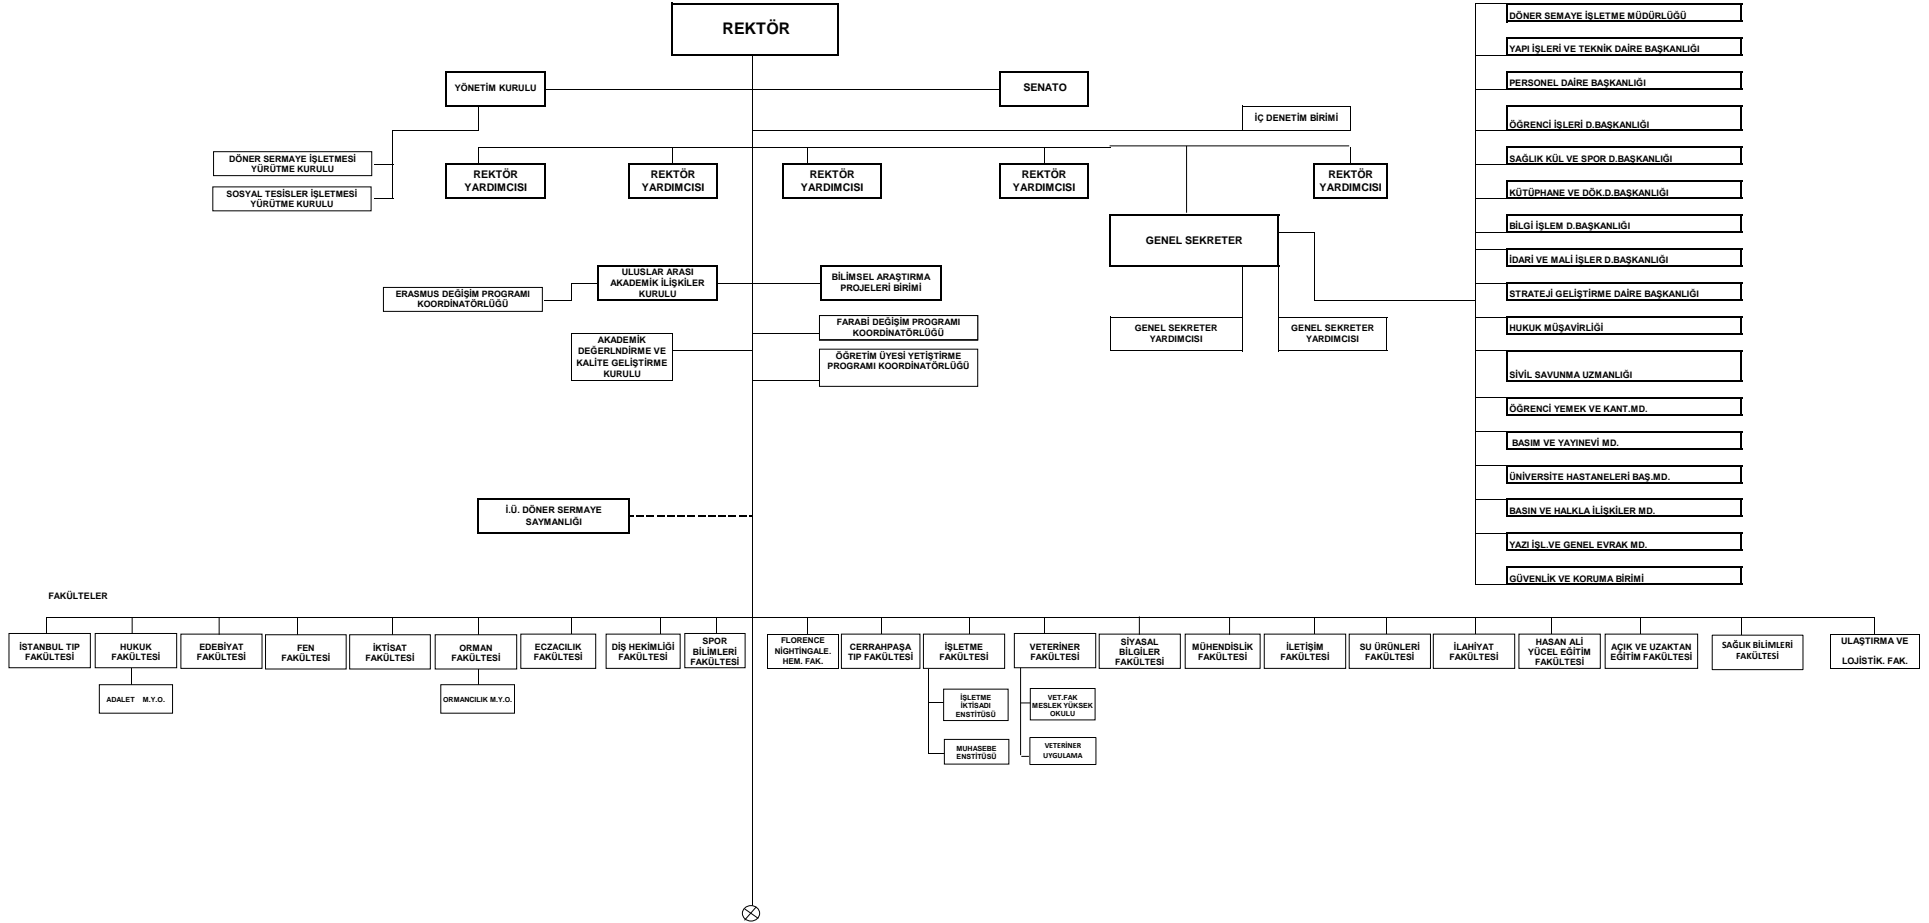 REKTÖR
YÖNETİM KURULU
SENATO
İÇ DENETİM BİRİMİ
DÖNER SERMAYE İŞLETMESİ
YÜRÜTME KURULU
SOSYAL TESİSLER İŞLETMESİ
YÜRÜTME KURULU
REKTÖR
YARDIMCISI
REKTÖR
YARDIMCISI
REKTÖR
YARDIMCISI
REKTÖR
YARDIMCISI
REKTÖR
YARDIMCISI
GENEL SEKRETER
ULUSLAR ARASI
AKADEMİK İLİŞKİLER
KURULU
BİLİMSEL ARAŞTIRMA
PROJELERİ BİRİMİ
ERASMUS DEĞİŞİM PROGRAMI
KOORDİNATÖRLÜĞÜ
FARABİ DEĞİŞİM PROGRAMI
KOORDİNATÖRLÜĞÜ
GENEL SEKRETER
YARDIMCISI
GENEL SEKRETER
YARDIMCISI
AKADEMİK
DEĞERLNDİRME VE
KALİTE GELİŞTİRME
KURULU
ÖĞRETİM ÜYESİ YETİŞTİRME
PROGRAMI KOORDİNATÖRLÜĞÜ
İ.Ü. DÖNER SERMAYE
SAYMANLIĞI
DÖNER SEMAYE İŞLETME MÜDÜRLÜĞÜ
YAPI İŞLERİ VE TEKNİK DAİRE BAŞKANLIĞI
PERSONEL DAİRE BAŞKANLIĞI
ÖĞRENCİ İŞLERİ D.BAŞKANLIĞI
SAĞLIK KÜL VE SPOR D.BAŞKANLIĞI
KÜTÜPHANE VE DÖK.D.BAŞKANLIĞI
BİLGİ İŞLEM D.BAŞKANLIĞI
İDARİ VE MALİ İŞLER D.BAŞKANLIĞI
STRATEJİ GELİŞTİRME DAİRE BAŞKANLIĞI
HUKUK MÜŞAVİRLİĞİ
SİVİL SAVUNMA UZMANLIĞI
ÖĞRENCİ YEMEK VE KANT.MD.
BASIM VE YAYINEVİ MD.
ÜNİVERSİTE HASTANELERİ BAŞ.MD.
BASIN VE HALKLA İLİŞKİLER MD.
YAZI İŞL.VE GENEL EVRAK MD.
GÜVENLİK VE KORUMA BİRİMİ
FAKÜLTELER
İSTANBUL TIP
FAKÜLTESİ
HUKUK
FAKÜLTESİ
EDEBİYAT
FAKÜLTESİ
FEN
FAKÜLTESİ
İKTİSAT
FAKÜLTESİ
ORMAN
FAKÜLTESİ
ECZACILIK
FAKÜLTESİ
DİŞ HEKİMLİĞİ
FAKÜLTESİ
SPOR
BİLİMLERİ
FAKÜLTESİ
FLORENCE
NİGHTİNGALE.
HEM. FAK.
CERRAHPAŞA
TIP FAKÜLTESİ
İŞLETME
FAKÜLTESİ
VETERİNER
FAKÜLTESİ
SİYASAL
BİLGİLER
FAKÜLTESİ
MÜHENDİSLİK
FAKÜLTESİ
İLETİŞİM
FAKÜLTESİ
SU ÜRÜNLERİ
FAKÜLTESİ
İLAHİYAT
FAKÜLTESİ
HASAN ALİ
YÜCEL EĞİTİM
FAKÜLTESİ
AÇIK VE UZAKTAN
EĞİTİM FAKÜLTESİ
SAĞLIK BİLİMLERİ
FAKÜLTESİ
ULAŞTIRMA VE
LOJİSTİK. FAK.
ADALET M.Y.O.
ORMANCILIK M.Y.O.
İŞLETME
İKTİSADI
ENSTİTÜSÜ
VET.FAK
MESLEK YÜKSEK
OKULU
MUHASEBE
ENSTİTÜSÜ
VETERİNER
UYGULAMA